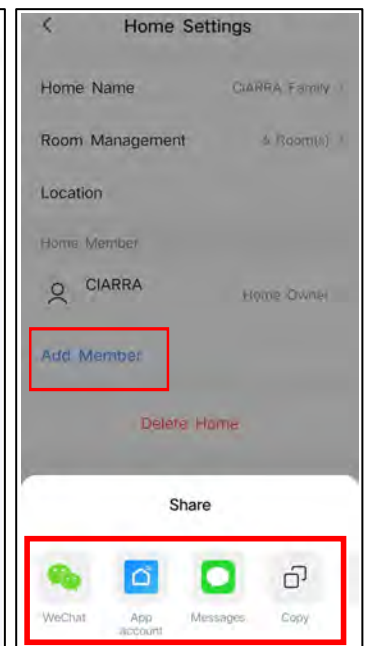 Home Settings
Home Name CIARRA Family
Room Management 6 Room(s)
Location
Home Member
CIARRA
Home Owner
Add Member
Delete Home
Share
WeChat App Messages Copy
account